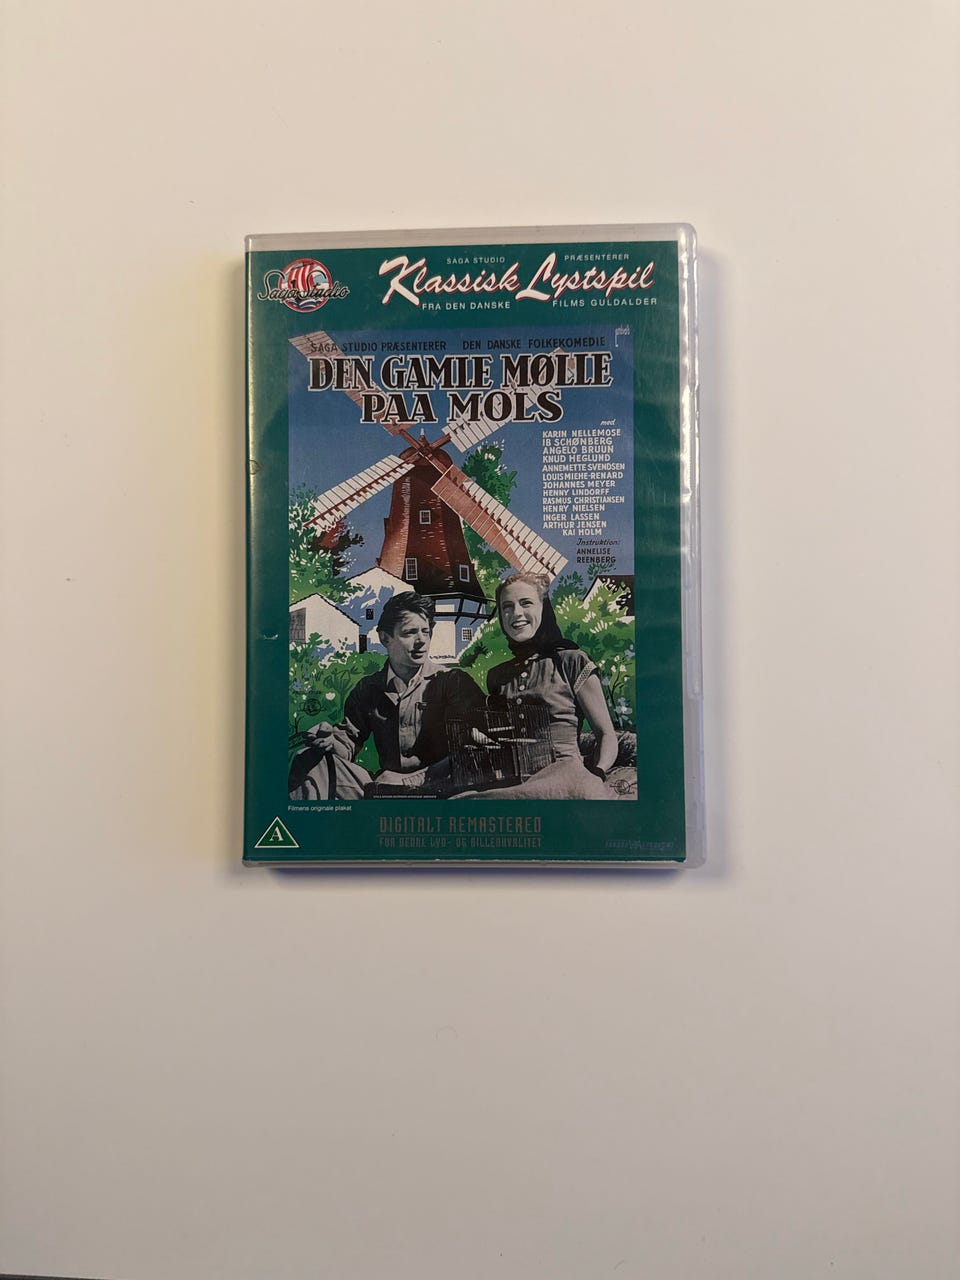 Saga Studio
SAGA STUDIO PRÆSENTERER
Klassisk Lystspil
FRA DEN DANSKE FILMS GULDALDER
SAGA STUDIO PRÆSENTERER DEN DANSKE FOLKEKOMEDIE
DEN GAMLE MØLLE
PAA MOLS
med
KARIN NELLEMOSE
IB SCHØNBERG
ANGELO BRUUN
KNUD HEGLUND
ANNEMETTE SVENDSEN
LOUIS MIEHE-RENARD
JOHANNES MEYER
HENNY LINDORFF
RASMUS CHRISTIANSEN
HENRY NIELSEN
INGER LASSEN
ARTHUR JENSEN
KAI HOLM
Instruktion:
ANNELISE
REENBERG
Filmens originale plakat
A
DIGITALT REMASTERED
FOR BEDRE LYD- OG BILLEDKVALITET